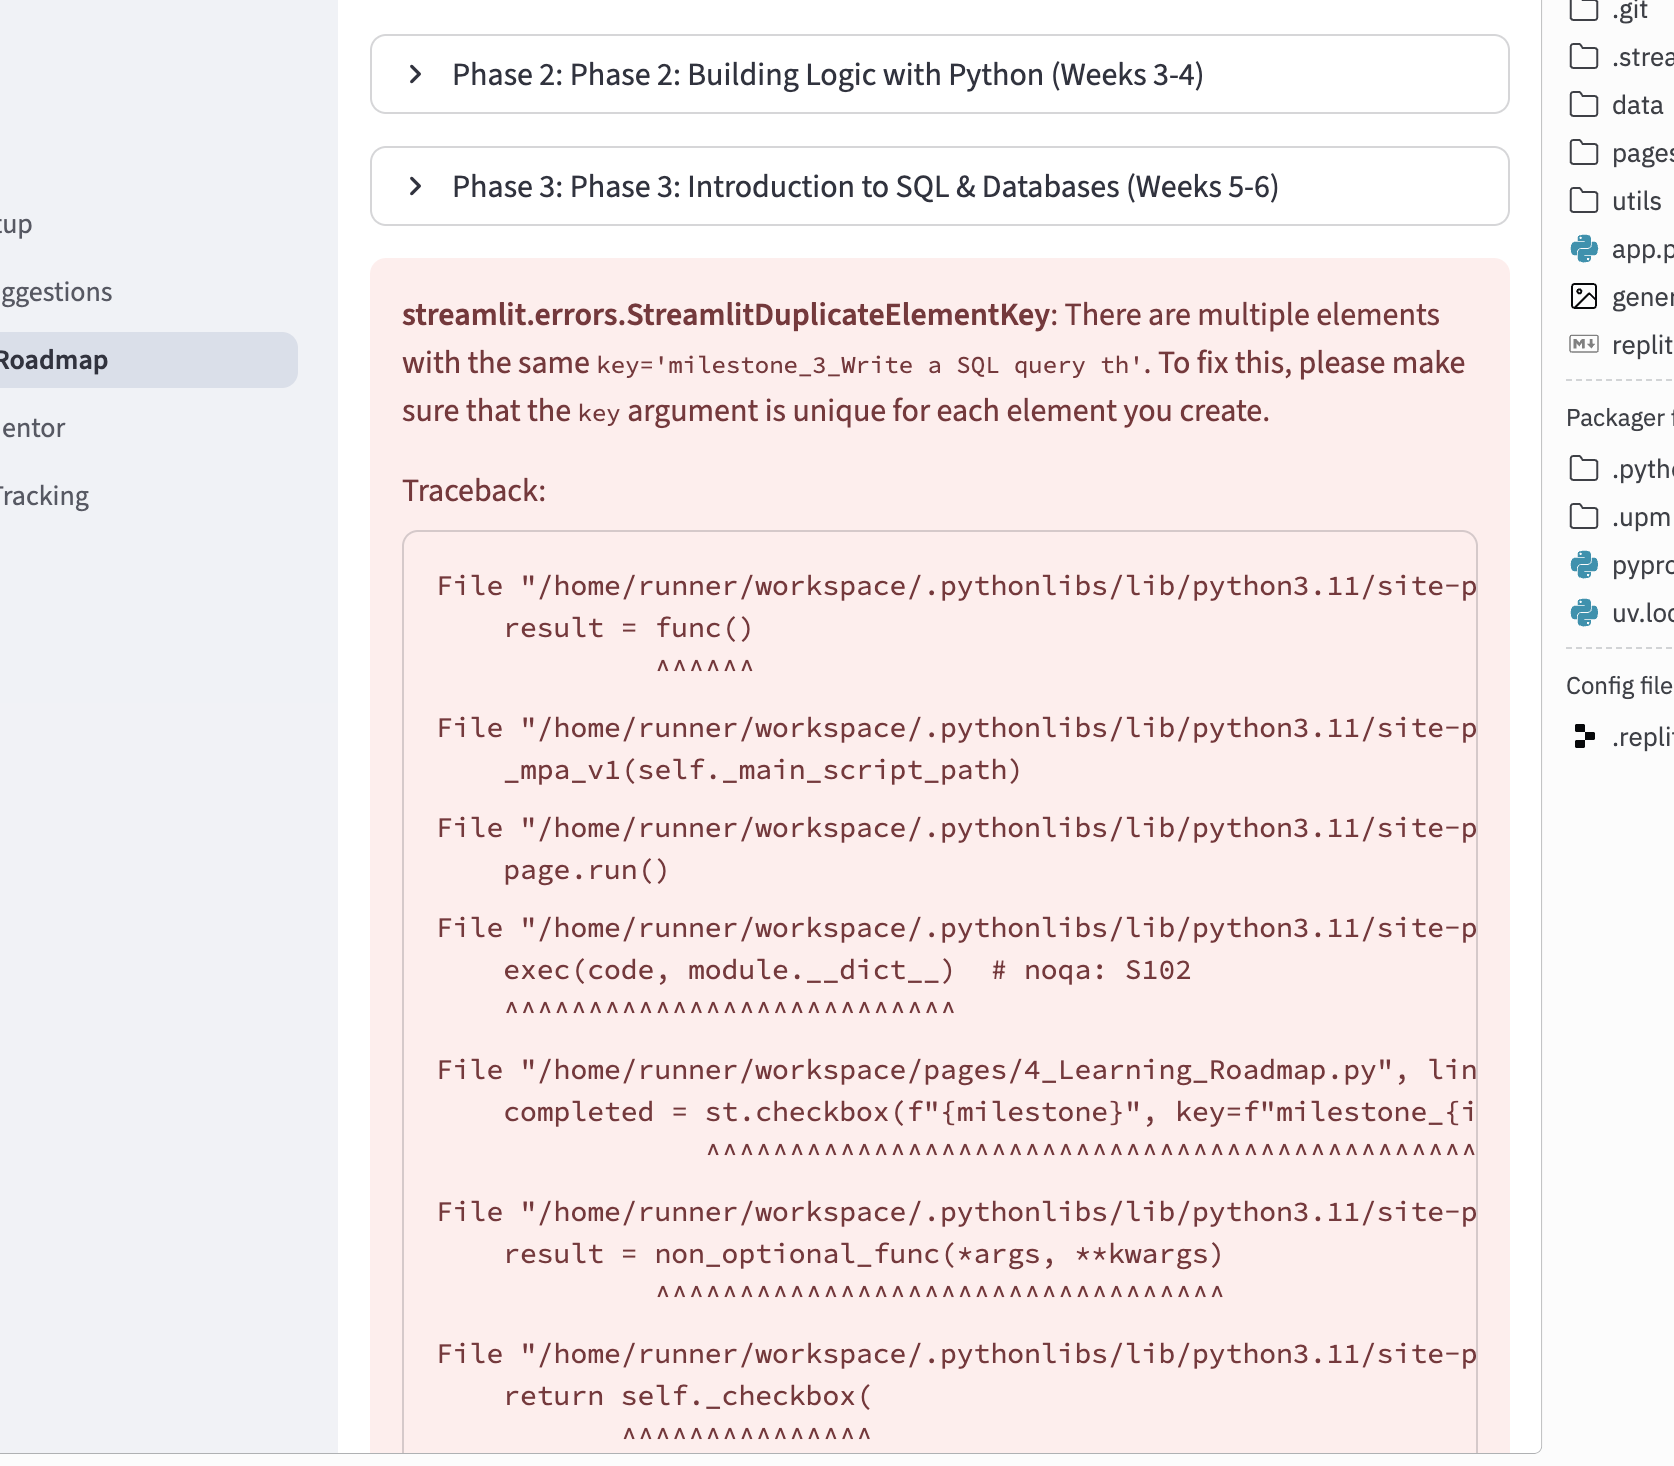 Phase 2: Phase 2: Building Logic with Python (Weeks 3-4)
Phase 3: Phase 3: Introduction to SQL & Databases (Weeks 5-6)
streamlit.errors.StreamlitDuplicateElementKey: There are multiple elements
with the same key='milestone_3_Write a SQL query th'. To fix this, please make
sure that the key argument is unique for each element you create.
Traceback:
File "/home/runner/workspace/.pythonlibs/lib/python3.11/site-p
result = func()
^^^^^^
File "/home/runner/workspace/.pythonlibs/lib/python3.11/site-p
_mpa_v1(self._main_script_path)
File "/home/runner/workspace/.pythonlibs/lib/python3.11/site-p
page.run()
File "/home/runner/workspace/.pythonlibs/lib/python3.11/site-p
exec(code, module.__dict__)  # noqa: S102
^^^^^^^^^^^^^^^^^^^^^^^^^^^
File "/home/runner/workspace/pages/4_Learning_Roadmap.py", lin
completed = st.checkbox(f"{milestone}", key=f"milestone_{i
^^^^^^^^^^^^^^^^^^^^^^^^^^^^^^^^^^^^^^^^^^^^^^
File "/home/runner/workspace/.pythonlibs/lib/python3.11/site-p
result = non_optional_func(*args, **kwargs)
^^^^^^^^^^^^^^^^^^^^^^^^^^^^^^^^^^
File "/home/runner/workspace/.pythonlibs/lib/python3.11/site-p
return self._checkbox(
^^^^^^^^^^^^^^^
tup
ggestions
Roadmap
entor
Tracking
.git
.strea
data
pages
utils
app.p
gener
replit
Packager f
.pytho
.upm
pypro
uv.loc
Config file
.replit